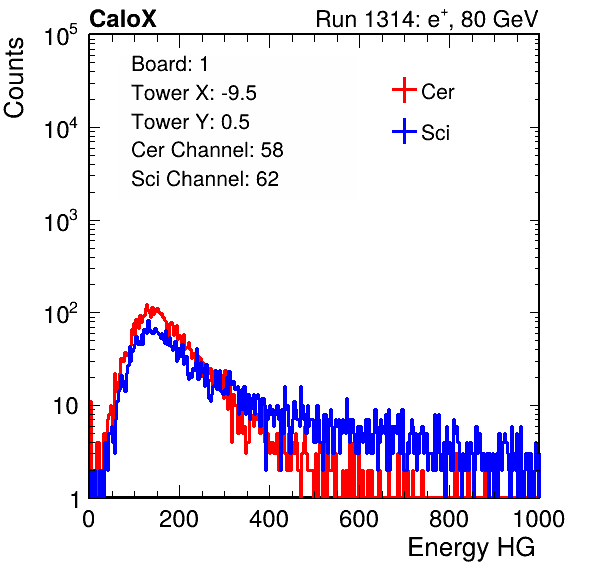 CaloX Run 1314: e⁺, 80 GeV
Counts
Board: 1
Tower X: -9.5
Tower Y: 0.5
Cer Channel: 58
Sci Channel: 62
Cer
Sci
10⁵
10⁴
10³
10²
10
1
0 200 400 600 800 1000
Energy HG